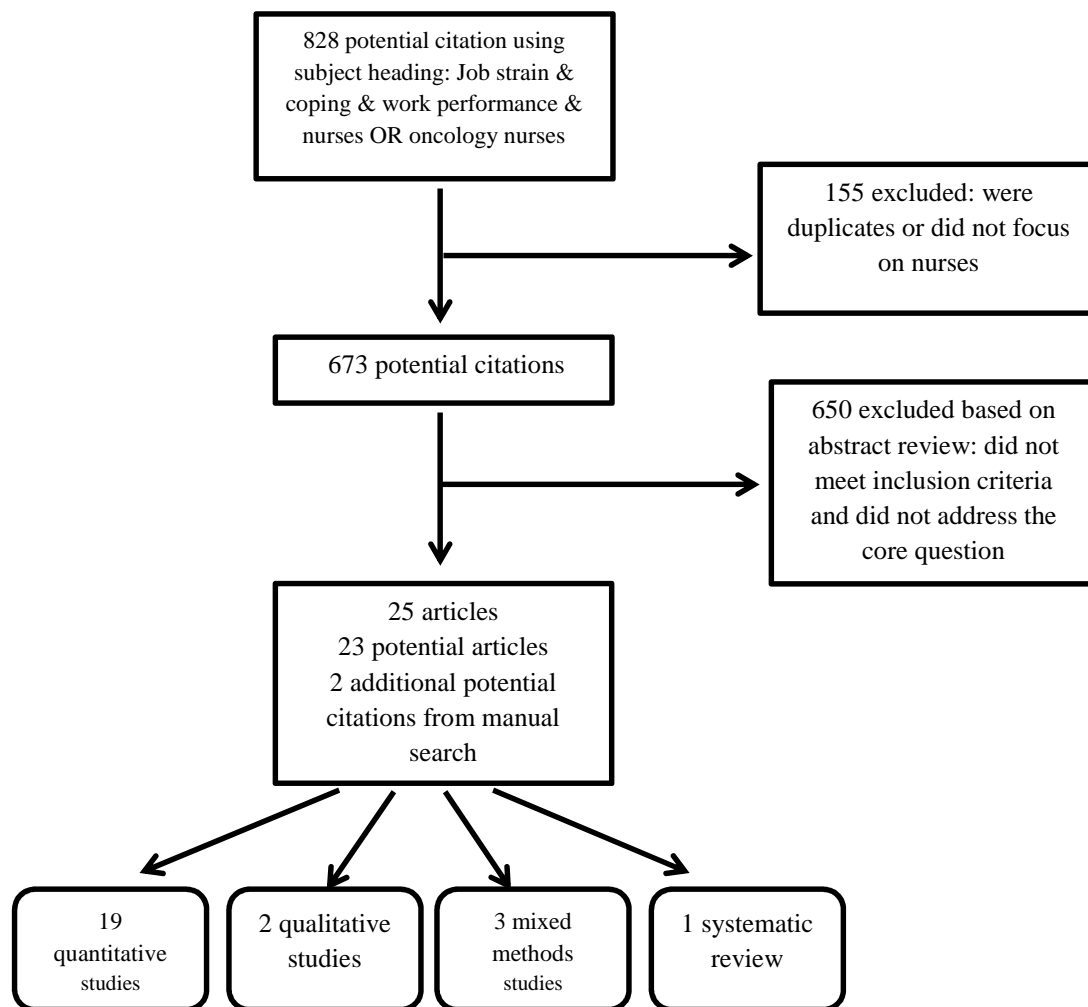 828 potential citation using
subject heading: Job strain &
coping & work performance &
nurses OR oncology nurses
155 excluded: were
duplicates or did not focus
on nurses
673 potential citations
650 excluded based on
abstract review: did not
meet inclusion criteria
and did not address the
core question
25 articles
23 potential articles
2 additional potential
citations from manual
search
19
quantitative
studies
2 qualitative
studies
3 mixed
methods
studies
1 systematic
review